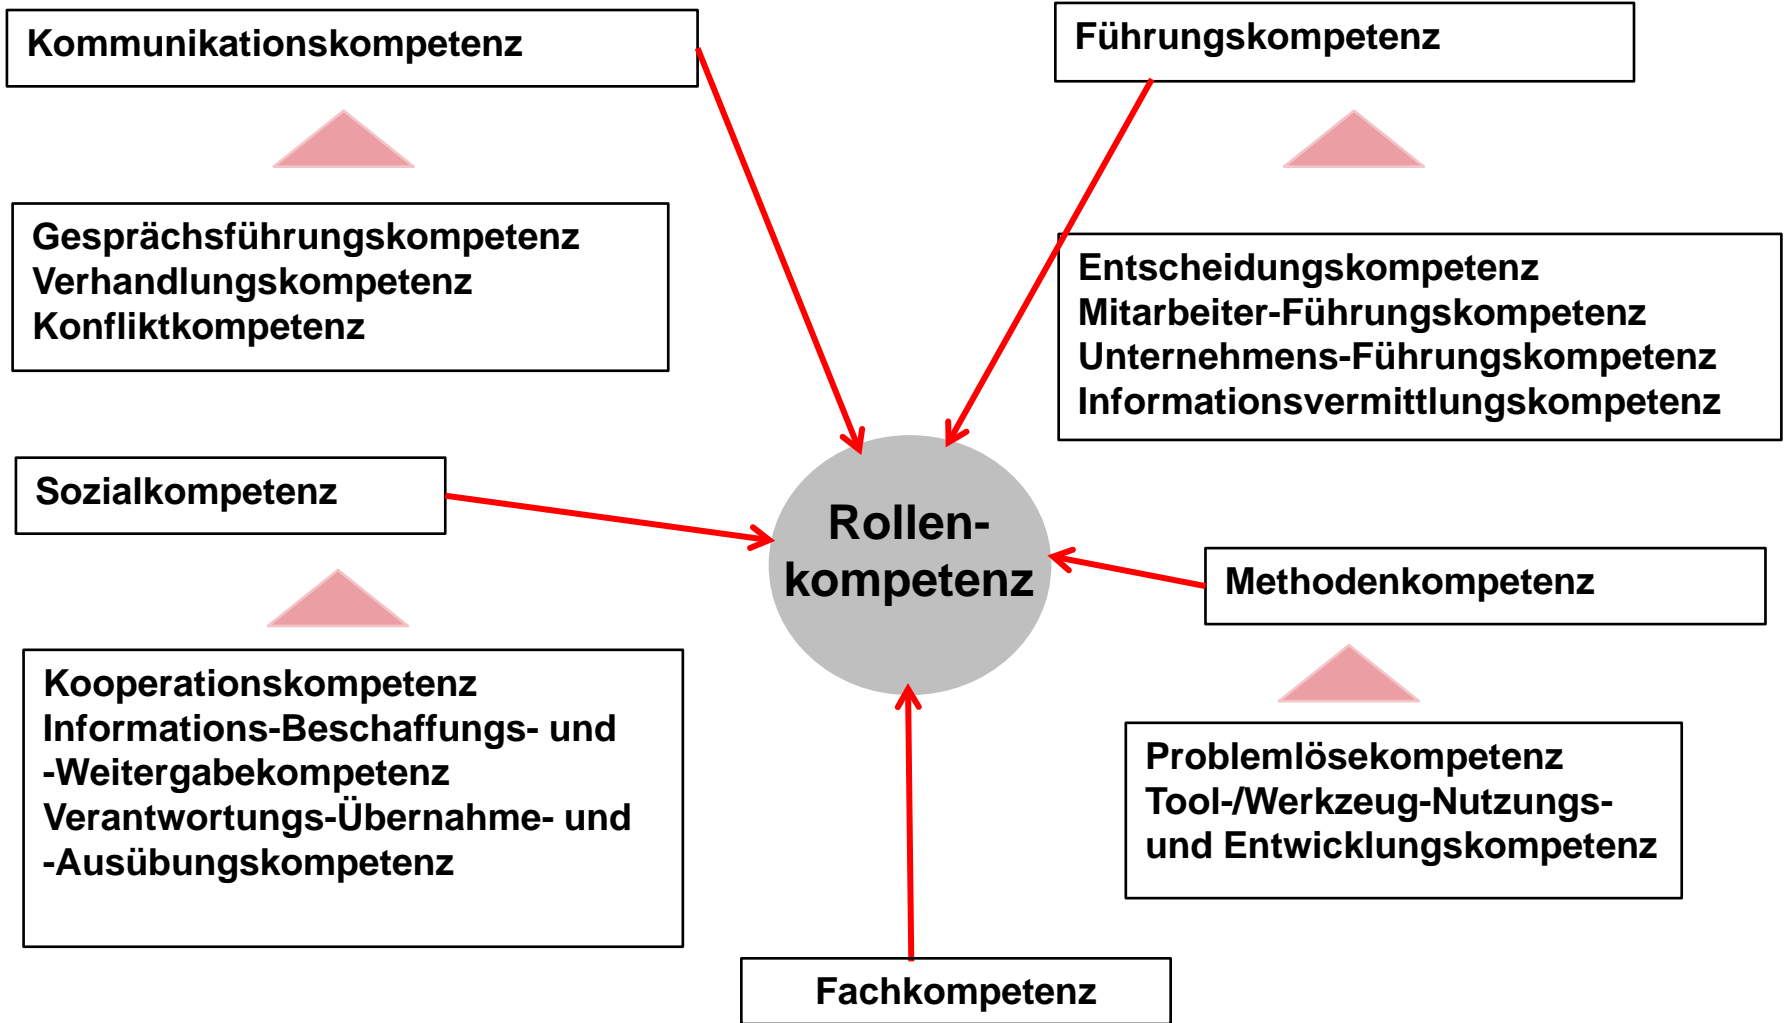 Kommunikationskompetenz
Führungskompetenz
Gesprächsführungskompetenz
Verhandlungskompetenz
Konfliktkompetenz
Entscheidungskompetenz
Mitarbeiter-Führungskompetenz
Unternehmens-Führungskompetenz
Informationsvermittlungskompetenz
Sozialkompetenz
Rollen-
kompetenz
Methodenkompetenz
Kooperationskompetenz
Informations-Beschaffungs- und
-Weitergabekompetenz
Verantwortungs-Übernahme- und
-Ausübungskompetenz
Problemlösekompetenz
Tool-/Werkzeug-Nutzungs-
und Entwicklungskompetenz
Fachkompetenz